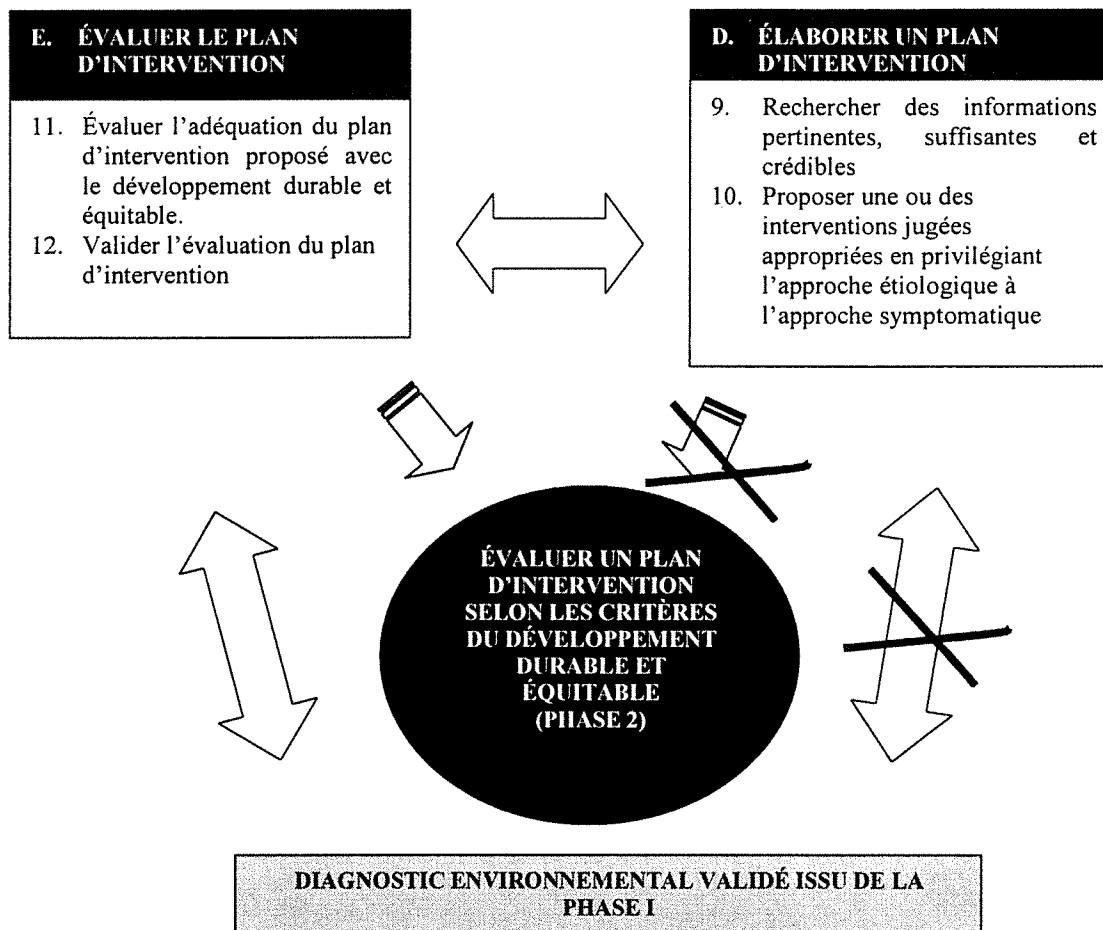 E. ÉVALUER LE PLAN
D'INTERVENTION
11. Évaluer l'adéquation du plan
d'intervention proposé avec
le développement durable et
équitable.
12. Valider l'évaluation du plan
d'intervention
D. ÉLABORER UN PLAN
D'INTERVENTION
9. Rechercher des informations
pertinentes, suffisantes et
crédibles
10. Proposer une ou des
interventions jugées
appropriées en privilégiant
l'approche étiologique à
l'approche symptomatique
ÉVALUER UN PLAN
D'INTERVENTION
SELON LES CRITÈRES
DU DÉVELOPPEMENT
DURABLE ET
ÉQUITABLE
(PHASE 2)
DIAGNOSTIC ENVIRONNEMENTAL VALIDÉ ISSU DE LA
PHASE I